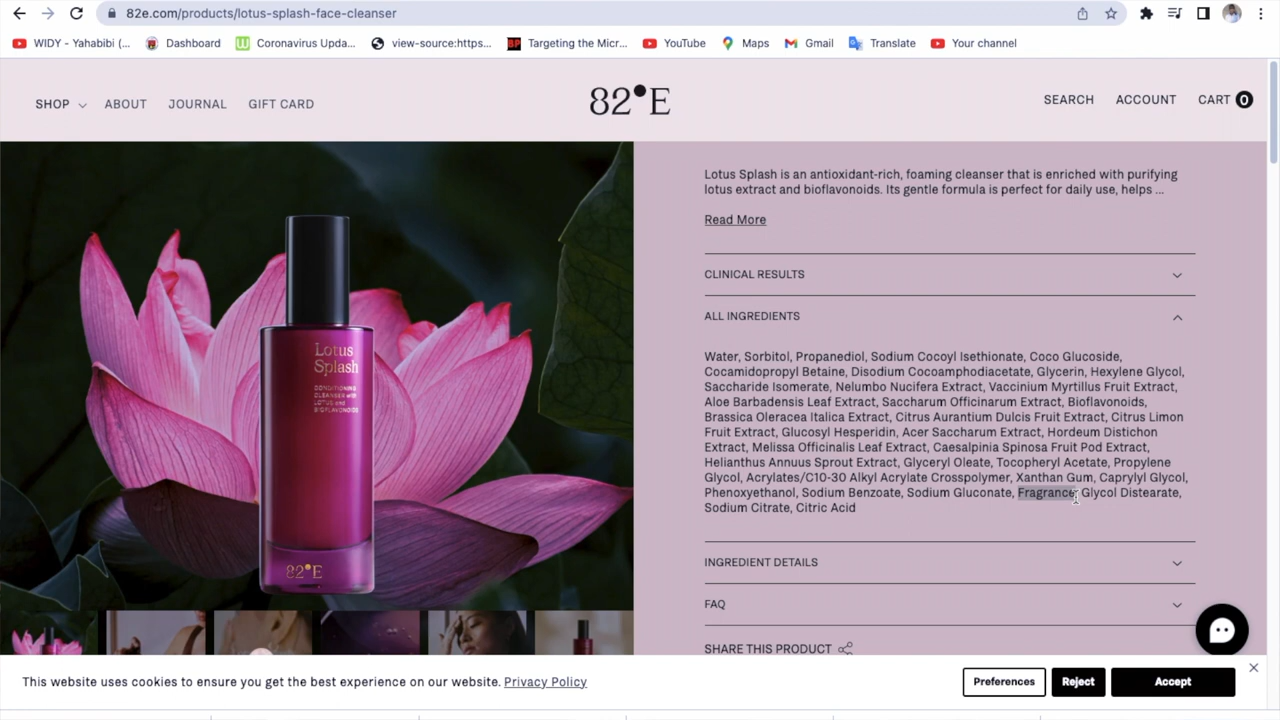 82e.com/products/lotus-splash-face-cleanser
WIDY - Yahabibi (...
Dashboard
Coronavirus Upda...
view-source:https...
Targeting the Micr...
YouTube
Maps
Gmail
Translate
Your channel
SHOP
ABOUT
JOURNAL
GIFT CARD
82°E
SEARCH
ACCOUNT
CART 0
Lotus Splash is an antioxidant-rich, foaming cleanser that is enriched with purifying
lotus extract and bioflavonoids. Its gentle formula is perfect for daily use, helps ...
Read More
CLINICAL RESULTS
ALL INGREDIENTS
Water, Sorbitol, Propanediol, Sodium Cocoyl Isethionate, Coco Glucoside,
Cocamidopropyl Betaine, Disodium Cocoamphodiacetate, Glycerin, Hexylene Glycol,
Saccharide Isomerate, Nelumbo Nucifera Extract, Vaccinium Myrtillus Fruit Extract,
Aloe Barbadensis Leaf Extract, Saccharum Officinarum Extract, Bioflavonoids,
Brassica Oleracea Italica Extract, Citrus Aurantium Dulcis Fruit Extract, Citrus Limon
Fruit Extract, Glucosyl Hesperidin, Acer Saccharum Extract, Hordeum Distichon
Extract, Melissa Officinalis Leaf Extract, Caesalpinia Spinosa Fruit Pod Extract,
Helianthus Annuus Sprout Extract, Glyceryl Oleate, Tocopheryl Acetate, Propylene
Glycol, Acrylates/C10-30 Alkyl Acrylate Crosspolymer, Xanthan Gum, Caprylyl Glycol,
Phenoxyethanol, Sodium Benzoate, Sodium Gluconate, Fragrance, Glycol Distearate,
Sodium Citrate, Citric Acid
INGREDIENT DETAILS
FAQ
SHARE THIS PRODUCT
Lotus
Splash
CONDITIONING
CLEANSER with
LOTUS and
BIOFLAVONOIDS
82°E
This website uses cookies to ensure you get the best experience on our website. Privacy Policy
Preferences
Reject
Accept